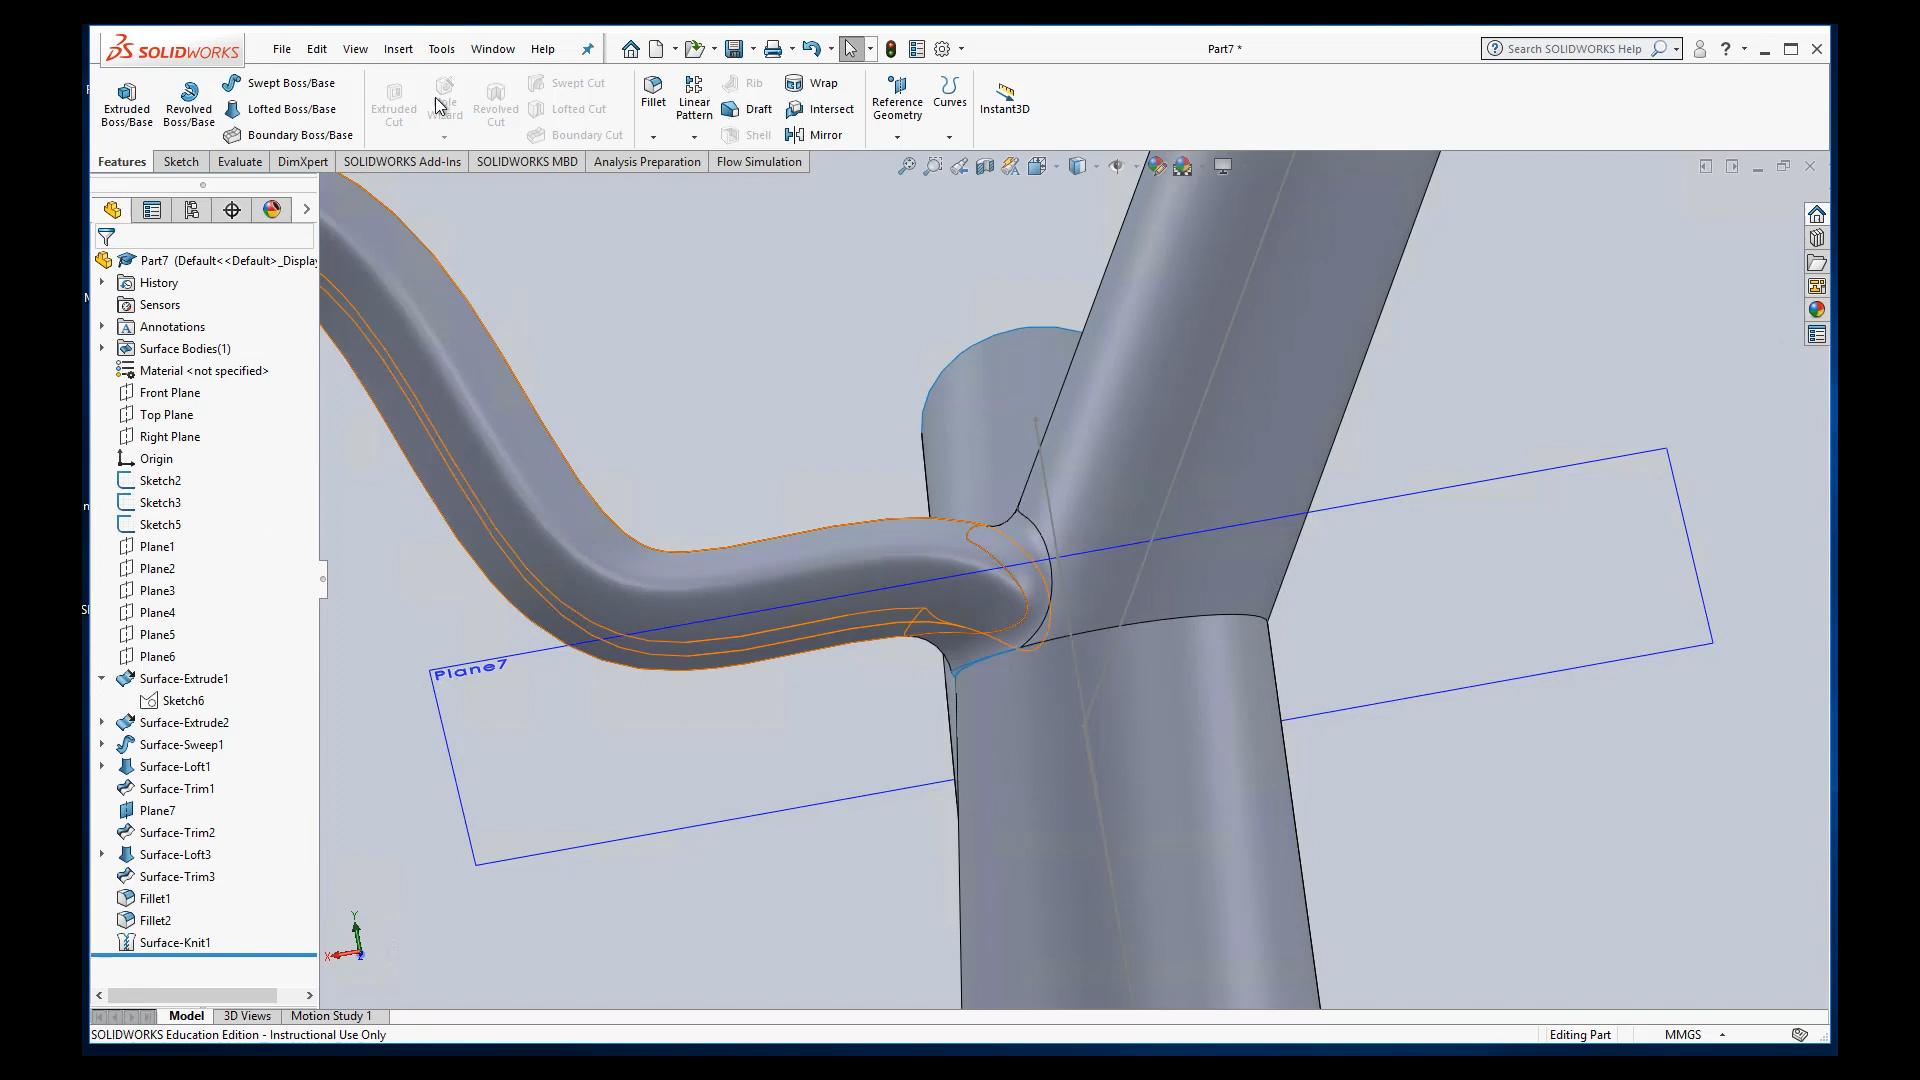 SOLIDWORKS
File Edit View Insert Tools Window Help
Part7 *
Search SOLIDWORKS Help
?
Extruded Boss/Base
Revolved Boss/Base
Swept Boss/Base
Lofted Boss/Base
Boundary Boss/Base
Extruded Cut
Wizard
Revolved Cut
Swept Cut
Lofted Cut
Boundary Cut
Fillet
Linear Pattern
Rib
Draft
Shell
Wrap
Intersect
Mirror
Reference Geometry
Curves
Instant3D
Features Sketch Evaluate DimXpert SOLIDWORKS Add-Ins SOLIDWORKS MBD Analysis Preparation Flow Simulation
Part7 (Default<<Default>_Displa
History
Sensors
Annotations
Surface Bodies(1)
Material <not specified>
Front Plane
Top Plane
Right Plane
Origin
Sketch2
Sketch3
Sketch5
Plane1
Plane2
Plane3
Plane4
Plane5
Plane6
Surface-Extrude1
Sketch6
Surface-Extrude2
Surface-Sweep1
Surface-Loft1
Surface-Trim1
Plane7
Surface-Trim2
Surface-Loft3
Surface-Trim3
Fillet1
Fillet2
Surface-Knit1
Plane7
Y
X
Model 3D Views Motion Study 1
SOLIDWORKS Education Edition - Instructional Use Only
Editing Part
MMGS